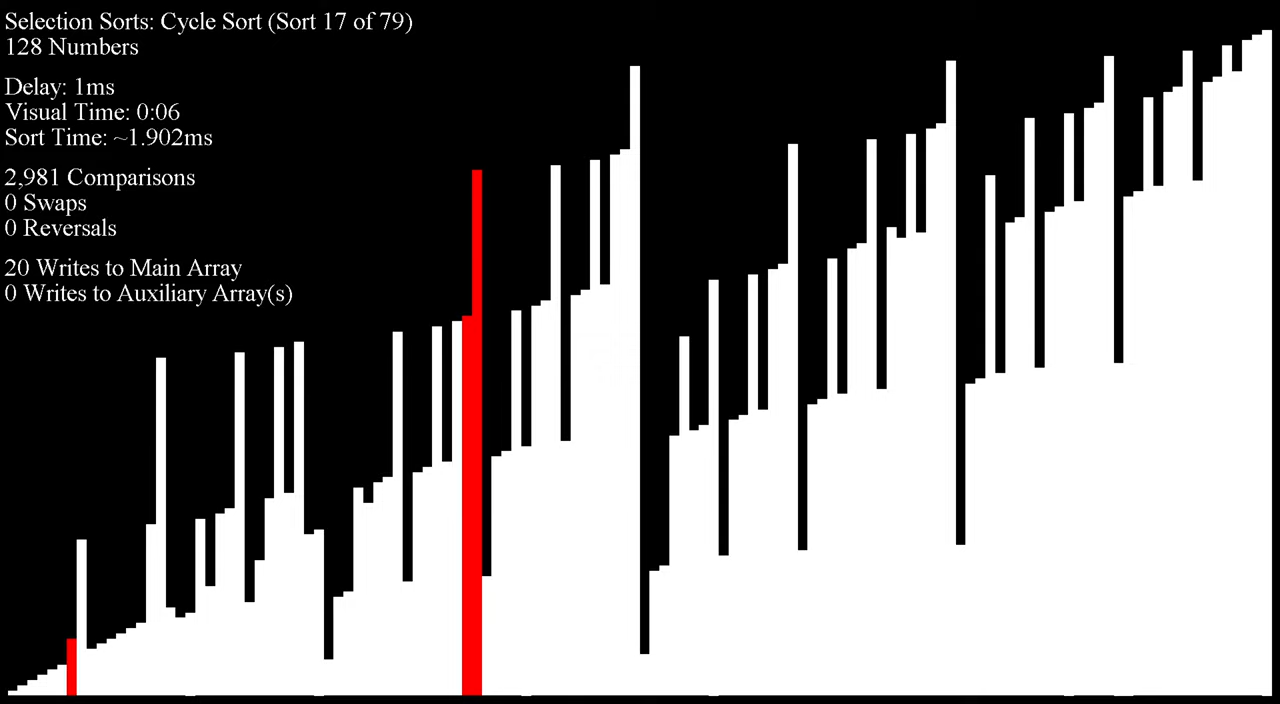 Selection Sorts: Cycle Sort (Sort 17 of 79)
128 Numbers
Delay: 1ms
Visual Time: 0:06
Sort Time: ~1.902ms
2,981 Comparisons
0 Swaps
0 Reversals
20 Writes to Main Array
0 Writes to Auxiliary Array(s)